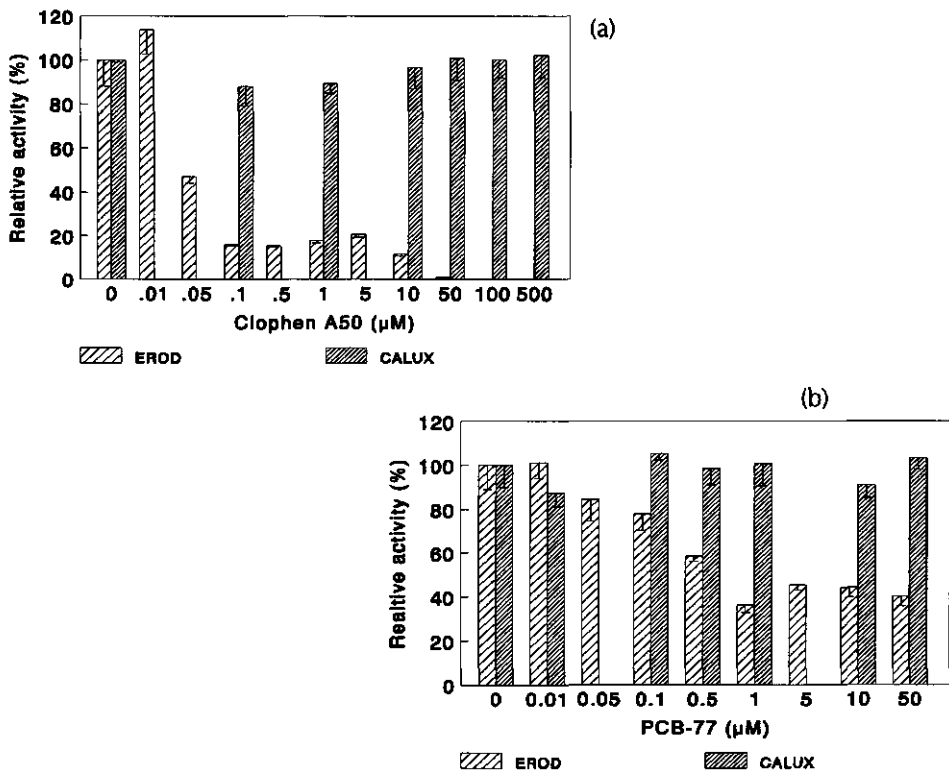 (a)
Relative activity (%)
120
100
80
60
40
20
0
0 .01 .05 .1 .5 1 5 10 50 100 500
Clophen A50 (µM)
EROD CALUX
(b)
Realtive activity (%)
120
100
80
60
40
20
0
0 0.01 0.05 0.1 0.5 1 5 10 50
PCB-77 (µM)
EROD CALUX